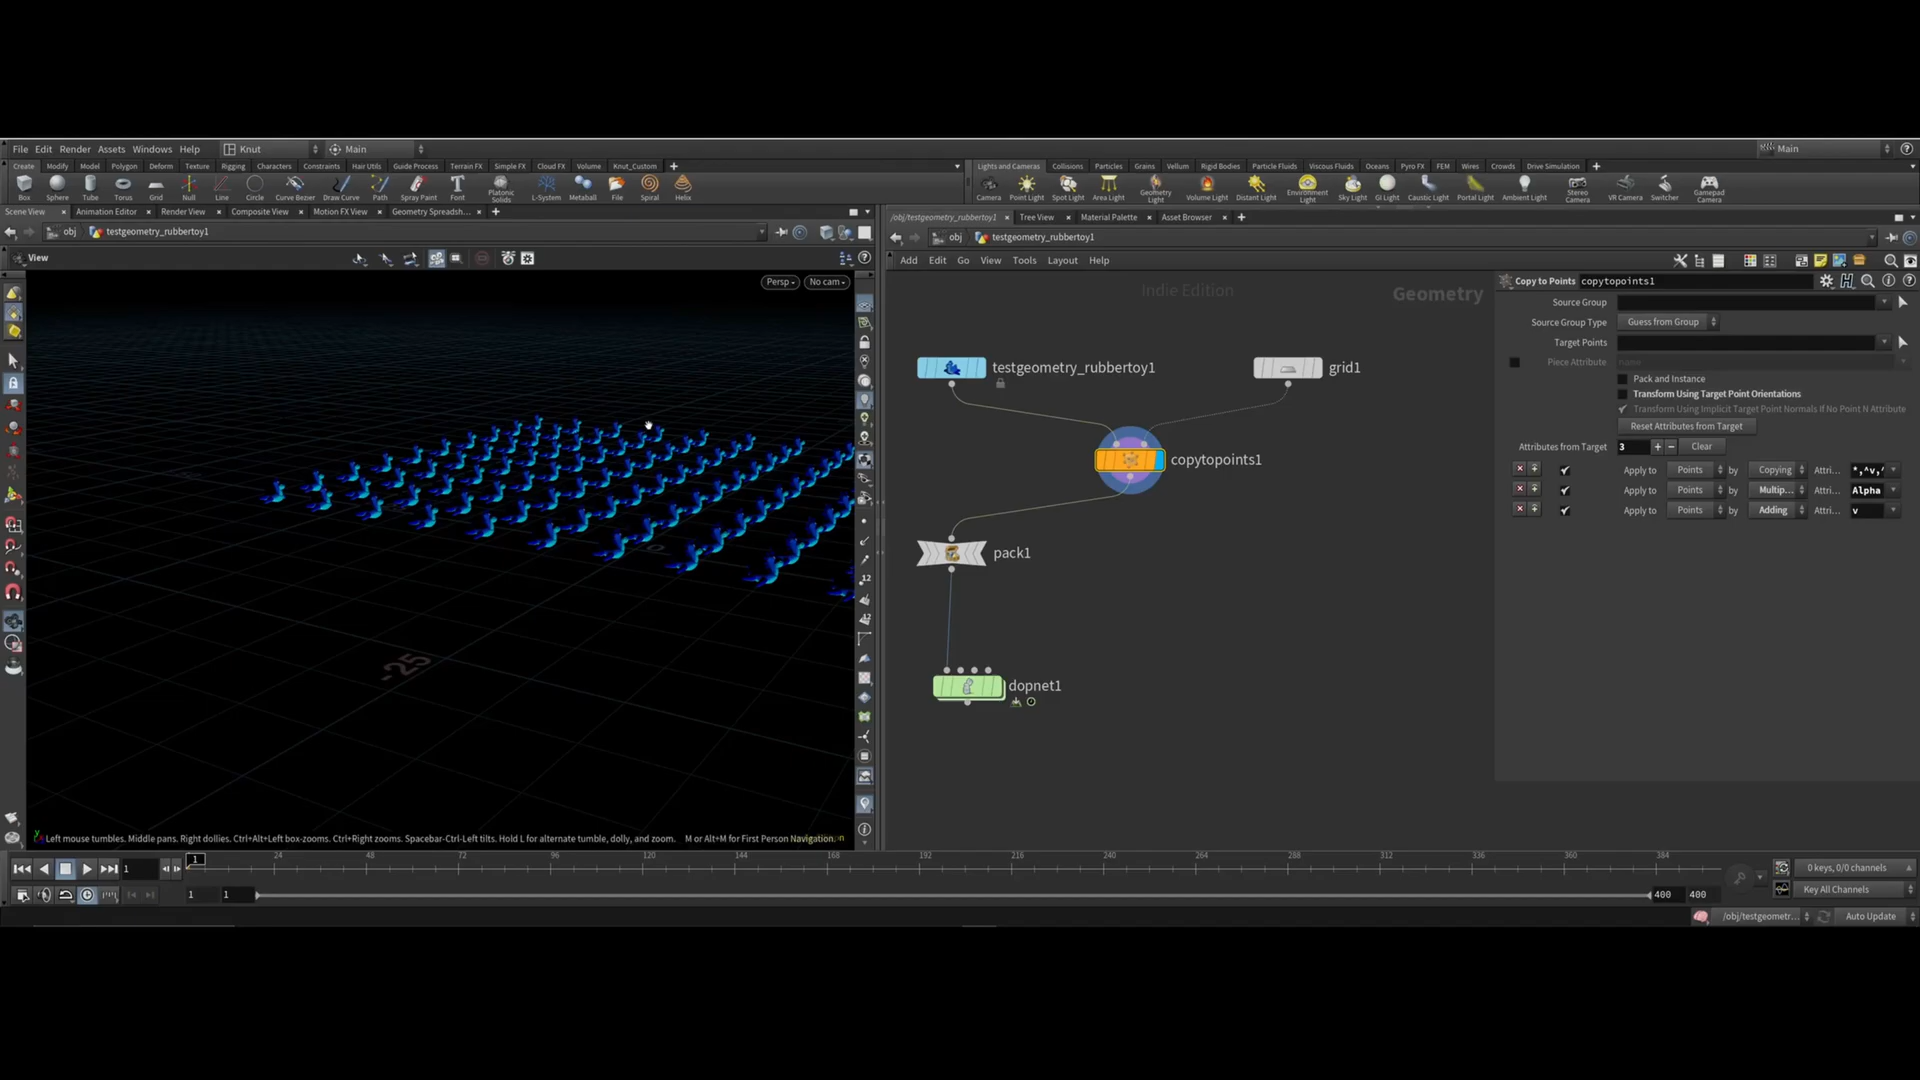 File Edit Render Assets Windows Help Knut Main Main
Create Modify Model Polygon Deform Texture Rigging Characters Constraints Hair Utils Guide Process Terrain FX Simple FX Cloud FX Volume Knut_Custom
Lights and Cameras Collisions Particles Grains Vellum Rigid Bodies Particle Fluids Viscous Fluids Oceans Pyro FX FEM Wires Crowds Drive Simulation
Box Sphere Tube Torus Grid Null Line Circle Curve Bezier Draw Curve Path Spray Paint Font Platonic Solids L-System Metaball File Spiral Helix
Camera Point Light Spot Light Area Light Geometry Light Volume Light Distant Light Environment Light Sky Light GI Light Caustic Light Portal Light Ambient Light Stereo Camera VR Camera Switcher Gamepad Camera
Scene View Animation Editor Render View Composite View Motion FX View Geometry Spreadsh...
/obj/testgeometry_rubbertoy1 Tree View Material Palette Asset Browser
obj testgeometry_rubbertoy1
obj testgeometry_rubbertoy1
View
Add Edit Go View Tools Layout Help
Persp No cam
Indie Edition
Geometry
Copy to Points copytopoints1
Source Group
Source Group Type Guess from Group
Target Points
Piece Attribute name
Pack and Instance
Transform Using Target Point Orientations
Transform Using Implicit Target Point Normals If No Point N Attribute
Reset Attributes from Target
Attributes from Target 3 Clear
Apply to Points by Copying Attri... *,^v,^
Apply to Points by Multip... Attri... Alpha
Apply to Points by Adding Attri... v
testgeometry_rubbertoy1
grid1
copytopoints1
pack1
dopnet1
-25
0
12
12
Left mouse tumbles. Middle pans. Right dollies. Ctrl+Alt+Left box-zooms. Ctrl+Right zooms. Spacebar-Ctrl-Left tilts. Hold L for alternate tumble, dolly, and zoom. M or Alt+M for First Person Navigation.
1 1 24 48 72 96 120 144 168 192 216 240 264 288 312 336 360 384
0 keys, 0/0 channels
1 1 400 400
Key All Channels
/obj/testgeometr... Auto Update